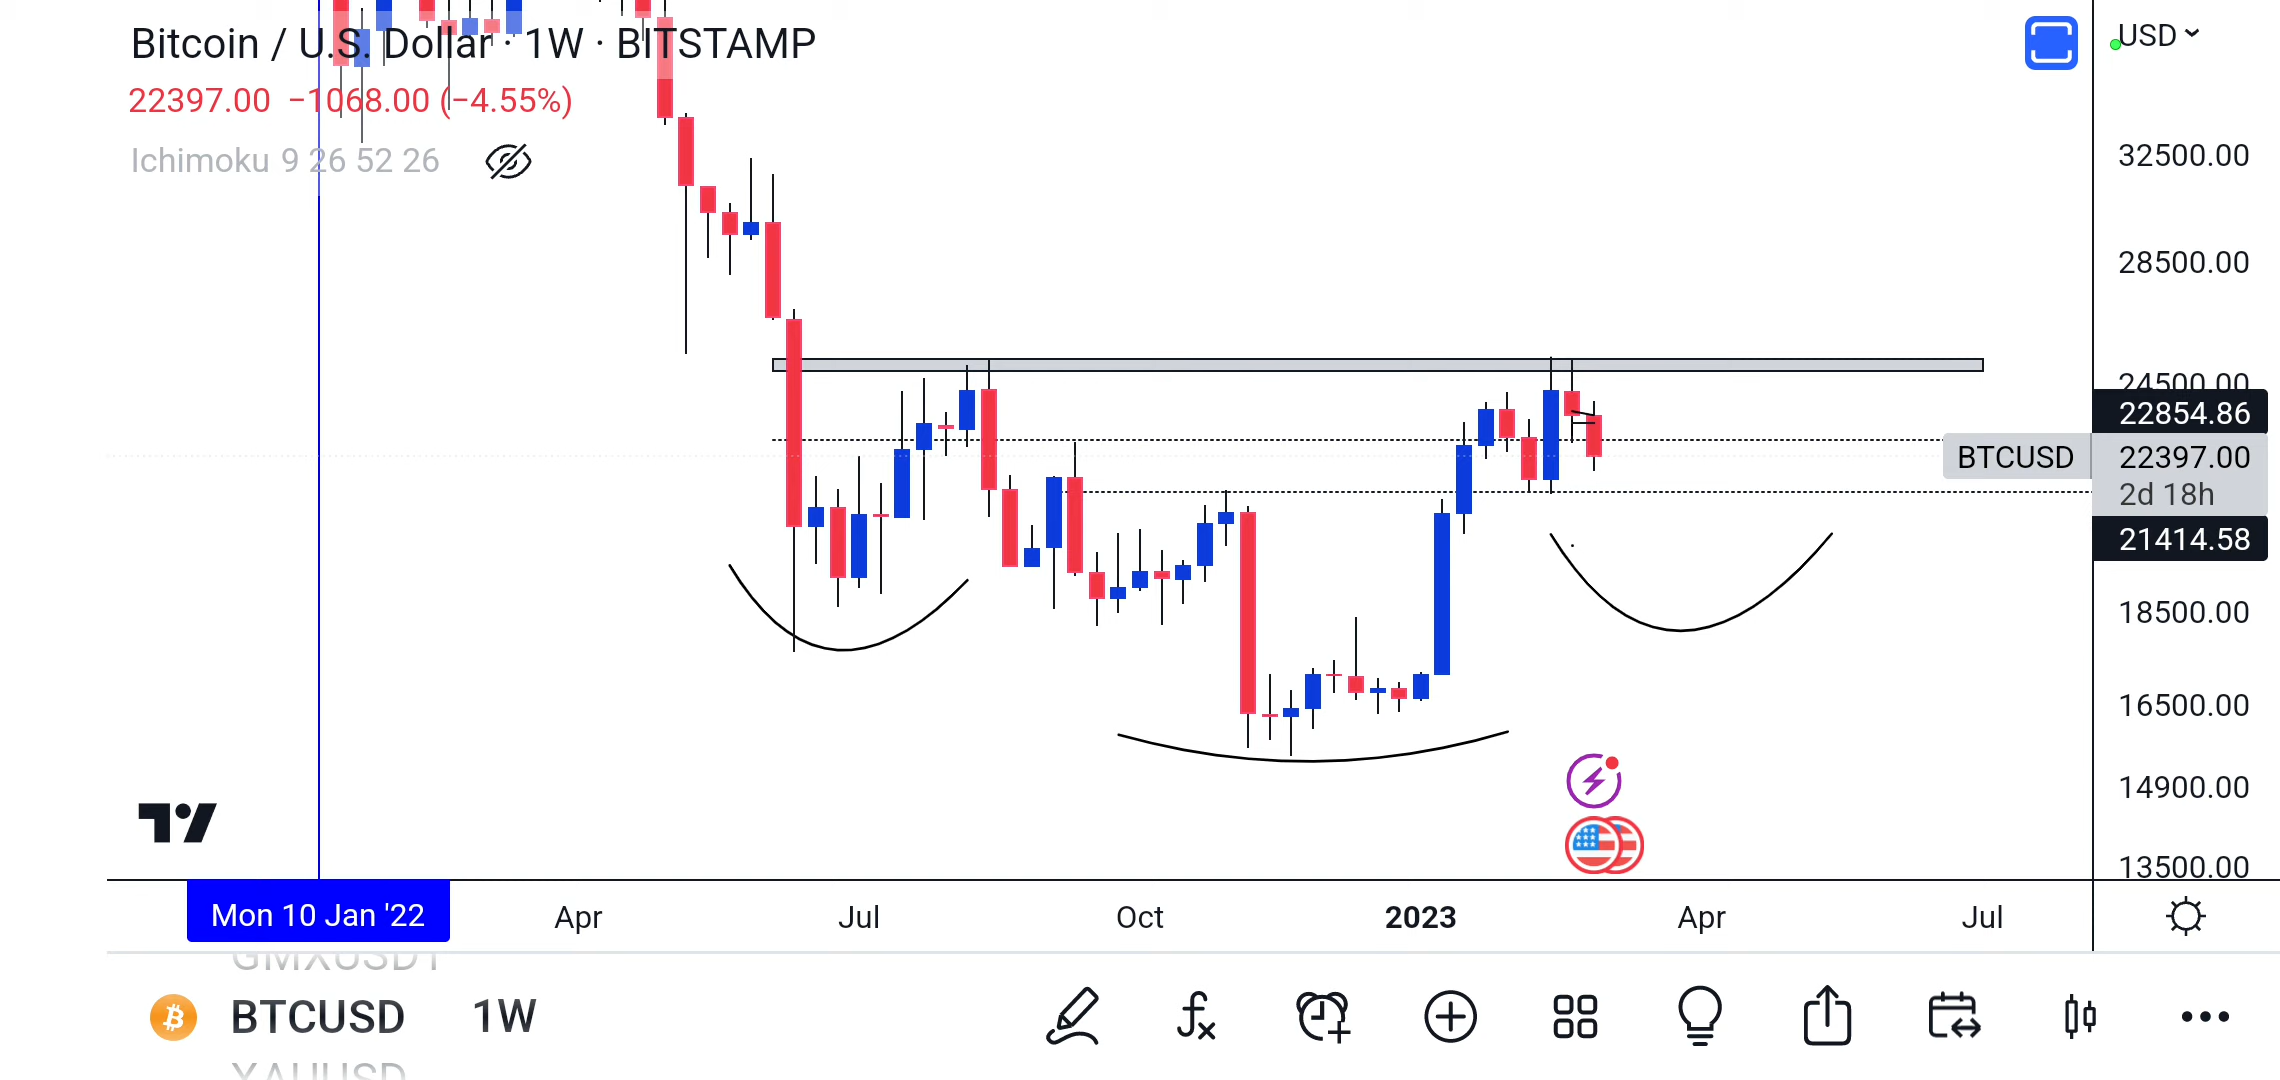 Bitcoin / U.S. Dollar · 1W · BITSTAMP
USD
22397.00 −1068.00 (−4.55%)
Ichimoku 9 26 52 26
32500.00
28500.00
24500.00
22854.86
BTCUSD 22397.00
2d 18h
21414.58
18500.00
16500.00
14900.00
13500.00
Mon 10 Jan '22 Apr Jul Oct 2023 Apr Jul
GMXUSDT
BTCUSD 1W
XAUUSD